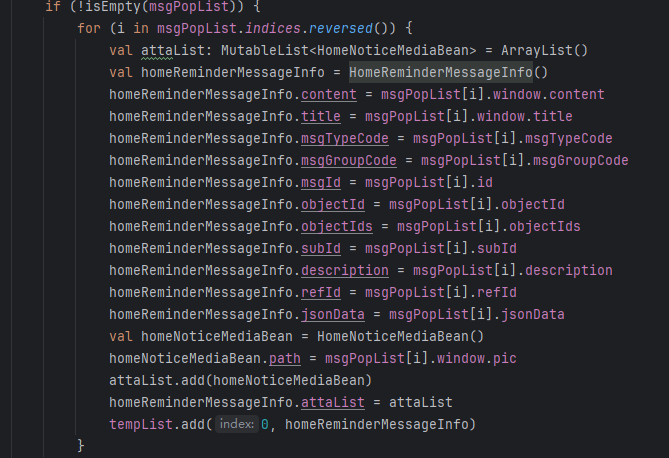 if (!isEmpty(msgPopList)) {
for (i in msgPopList.indices.reversed()) {
val attaList: MutableList<HomeNoticeMediaBean> = ArrayList()
val homeReminderMessageInfo = HomeReminderMessageInfo()
homeReminderMessageInfo.content = msgPopList[i].window.content
homeReminderMessageInfo.title = msgPopList[i].window.title
homeReminderMessageInfo.msgTypeCode = msgPopList[i].msgTypeCode
homeReminderMessageInfo.msgGroupCode = msgPopList[i].msgGroupCode
homeReminderMessageInfo.msgId = msgPopList[i].id
homeReminderMessageInfo.objectId = msgPopList[i].objectId
homeReminderMessageInfo.objectIds = msgPopList[i].objectIds
homeReminderMessageInfo.subId = msgPopList[i].subId
homeReminderMessageInfo.description = msgPopList[i].description
homeReminderMessageInfo.refId = msgPopList[i].refId
homeReminderMessageInfo.jsonData = msgPopList[i].jsonData
val homeNoticeMediaBean = HomeNoticeMediaBean()
homeNoticeMediaBean.path = msgPopList[i].window.pic
attaList.add(homeNoticeMediaBean)
homeReminderMessageInfo.attaList = attaList
tempList.add( index: 0, homeReminderMessageInfo)
}